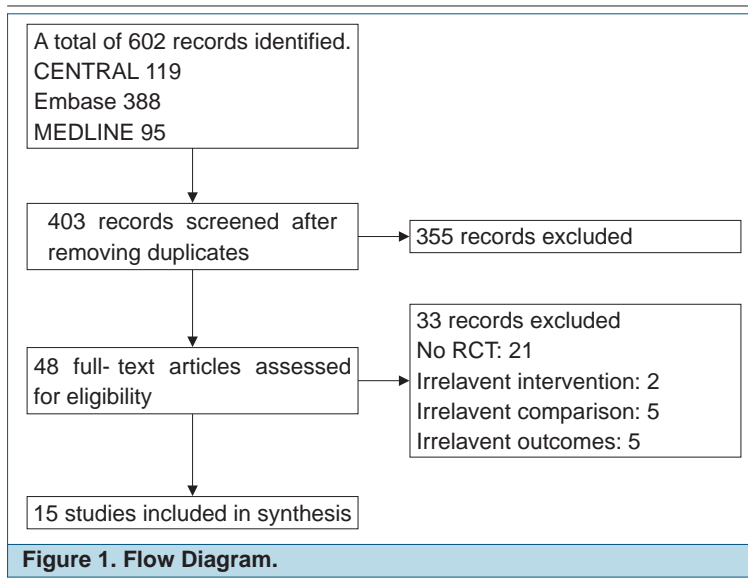 A total of 602 records identified.
CENTRAL 119
Embase 388
MEDLINE 95
403 records screened after
removing duplicates
355 records excluded
48 full- text articles assessed
for eligibility
33 records excluded
No RCT: 21
Irrelavent intervention: 2
Irrelavent comparison: 5
Irrelavent outcomes: 5
15 studies included in synthesis
Figure 1. Flow Diagram.